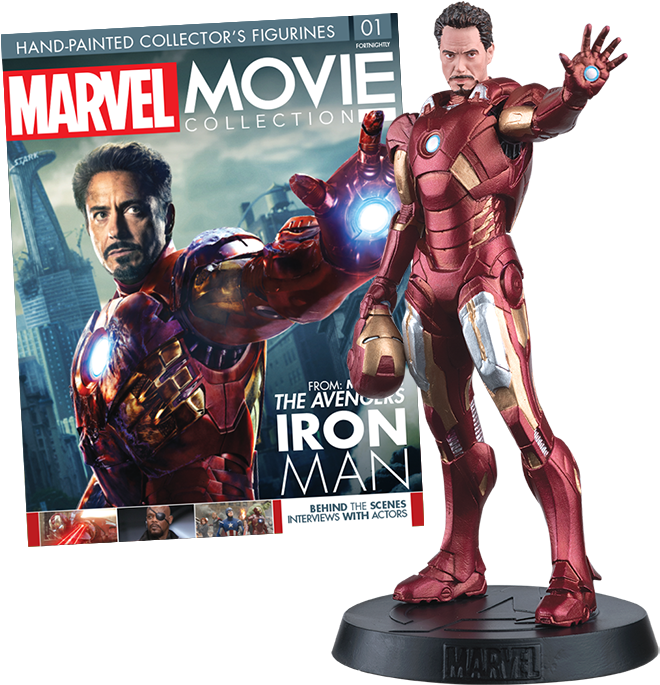 HAND-PAINTED COLLECTOR'S FIGURINES 01
FORTNIGHTLY
MARVEL MOVIE
COLLECTION
STARK
FROM:
THE AVENGERS
IRON
MAN
BEHIND THE SCENES
INTERVIEWS WITH ACTORS
MARVEL